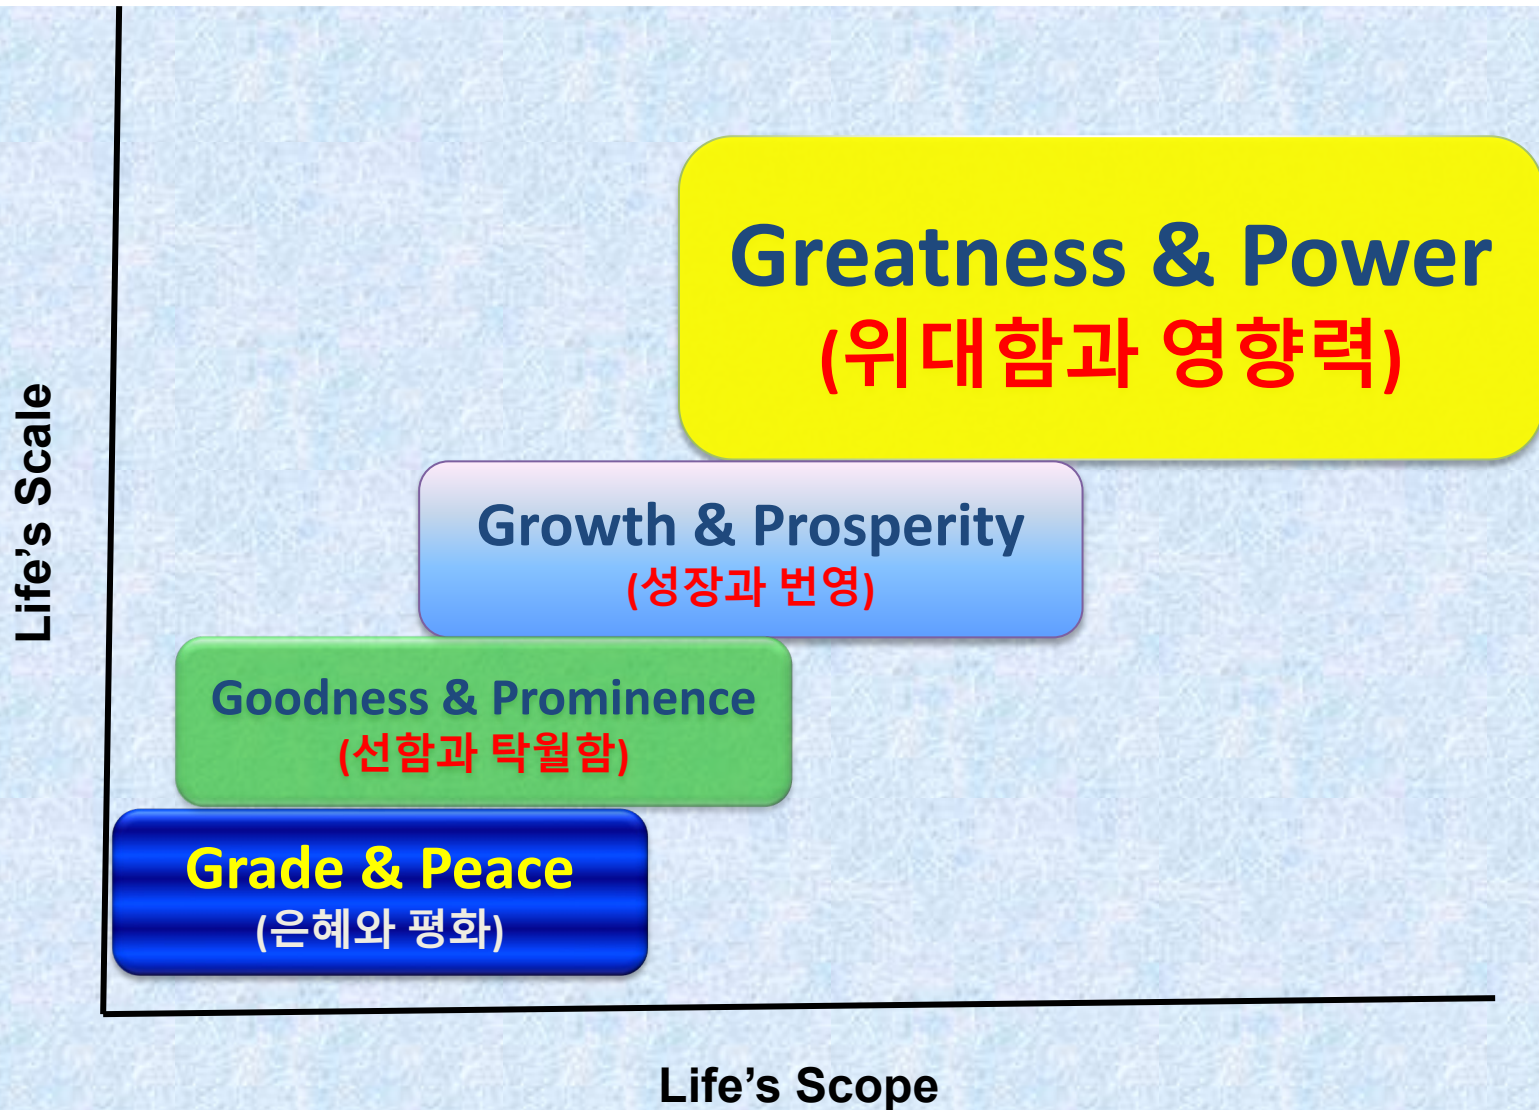 Greatness & Power
(위대함과 영향력)
Life’s Scale
Growth & Prosperity
(성장과 번영)
Goodness & Prominence
(선함과 탁월함)
Grade & Peace
(은혜와 평화)
Life’s Scope